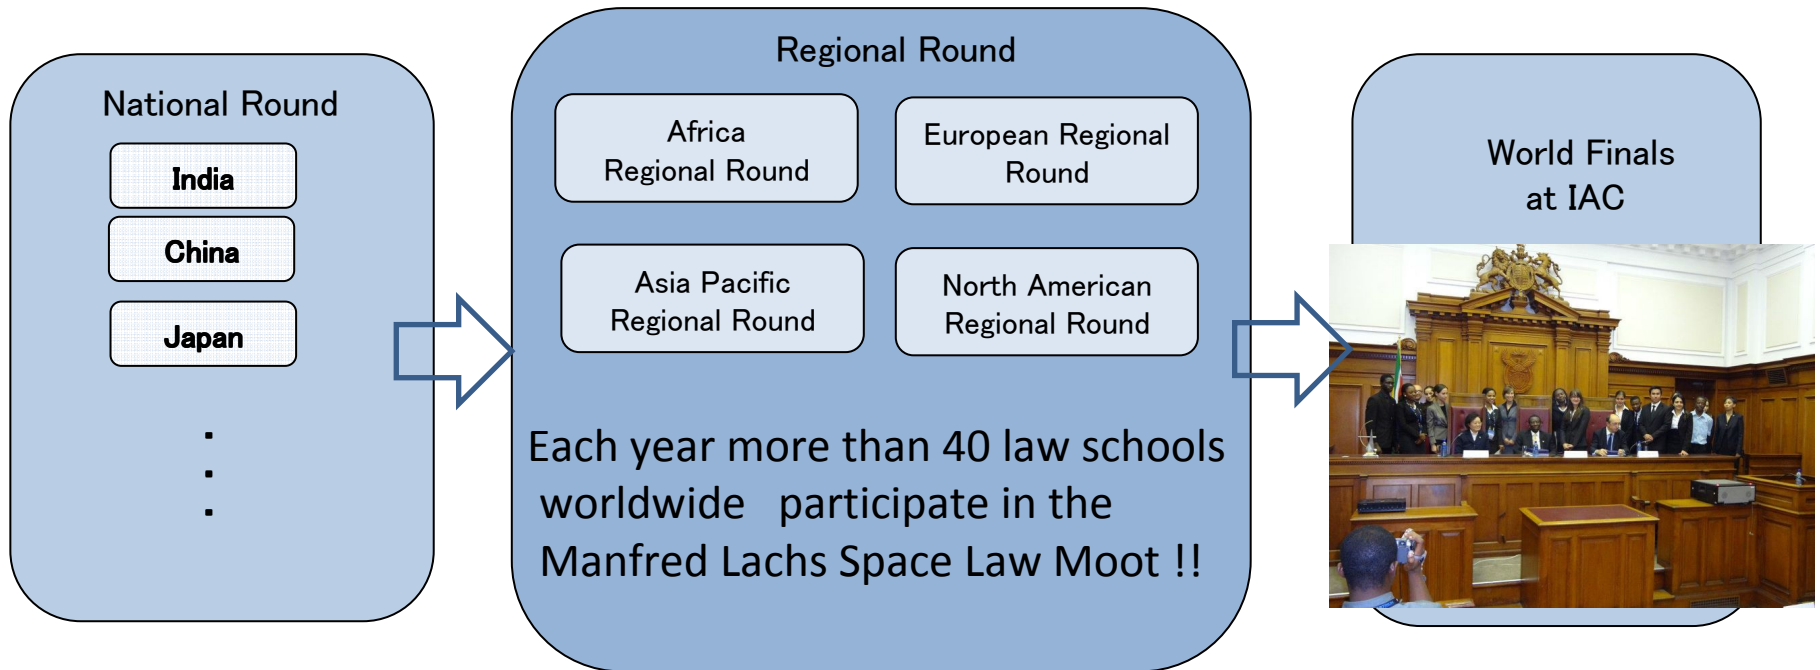 National Round
India
China
Japan
.
.
.
Regional Round
Africa
Regional Round
European Regional
Round
Asia Pacific
Regional Round
North American
Regional Round
Each year more than 40 law schools
worldwide participate in the
Manfred Lachs Space Law Moot !!
World Finals
at IAC